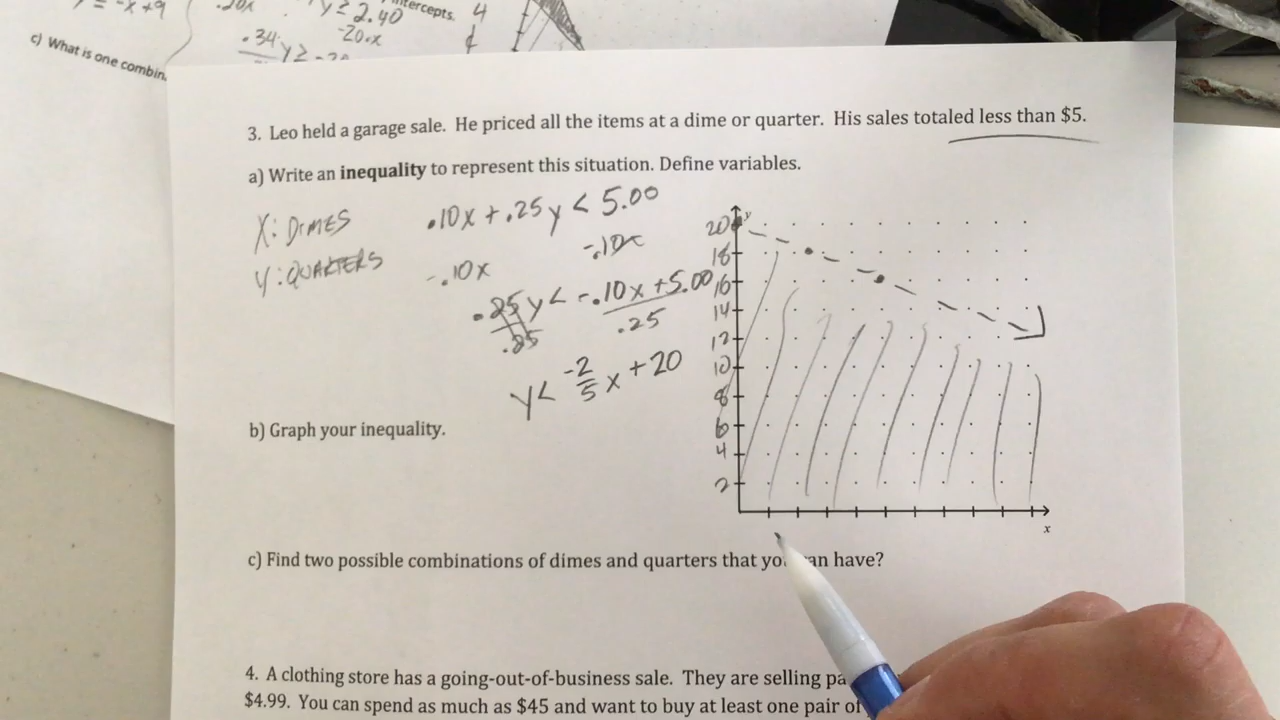 y = -x+9
.20x
y ≥ 2.40
-20x
intercepts.
4
.34y ≥ -.20
c) What is one combin
3. Leo held a garage sale. He priced all the items at a dime or quarter. His sales totaled less than $5.
a) Write an inequality to represent this situation. Define variables.
X: DIMES
.10x + .25y < 5.00
Y: QUARTERS
-.10x
-.10x
.25y < -.10x + 5.00
.25
.25
y < -2/5 x + 20
y
20
18
16
14
12
10
8
6
4
2
x
b) Graph your inequality.
c) Find two possible combinations of dimes and quarters that you can have?
4. A clothing store has a going-out-of-business sale. They are selling pa
$4.99. You can spend as much as $45 and want to buy at least one pair of